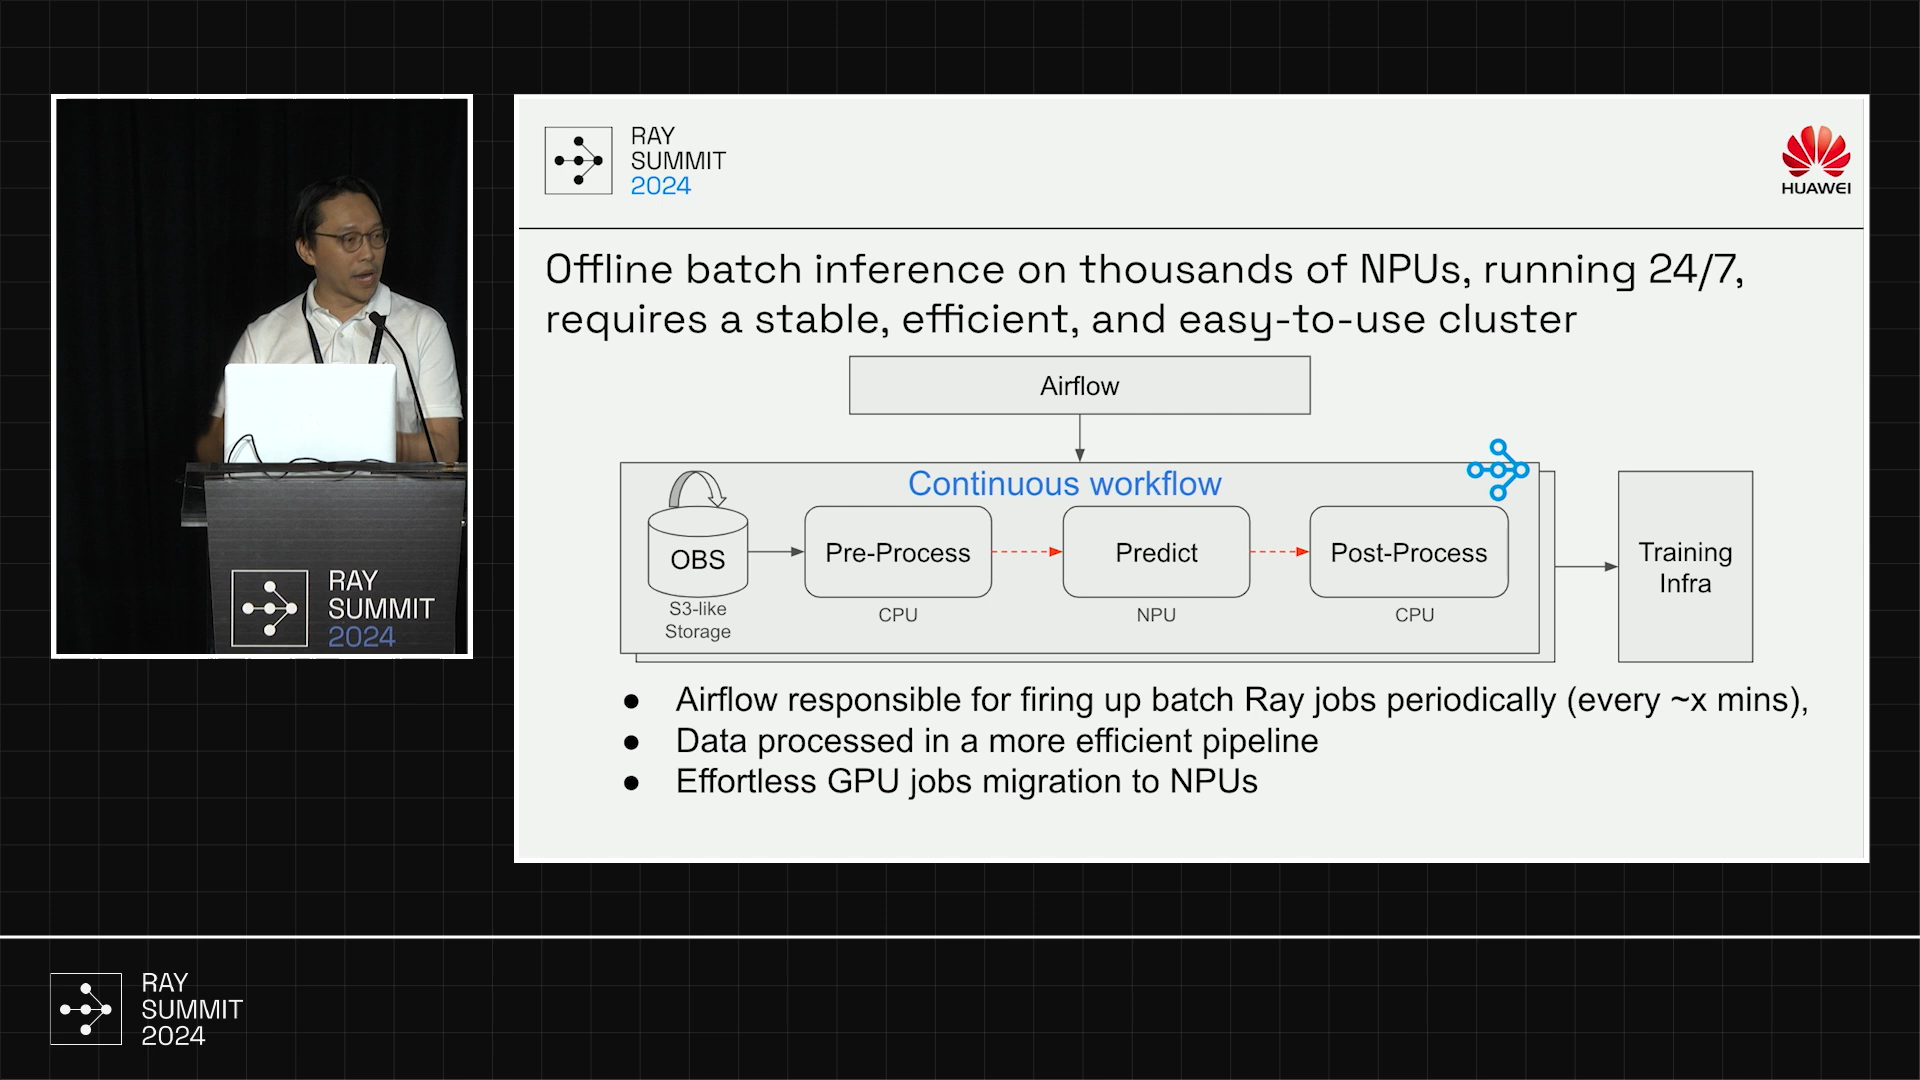 RAY
SUMMIT
2024
HUAWEI
Offline batch inference on thousands of NPUs, running 24/7,
requires a stable, efficient, and easy-to-use cluster
Airflow
Continuous workflow
OBS
Pre-Process
Predict
Post-Process
Training
Infra
S3-like
Storage
CPU
NPU
CPU
● Airflow responsible for firing up batch Ray jobs periodically (every ~x mins),
● Data processed in a more efficient pipeline
● Effortless GPU jobs migration to NPUs
RAY
SUMMIT
2024
RAY
SUMMIT
2024